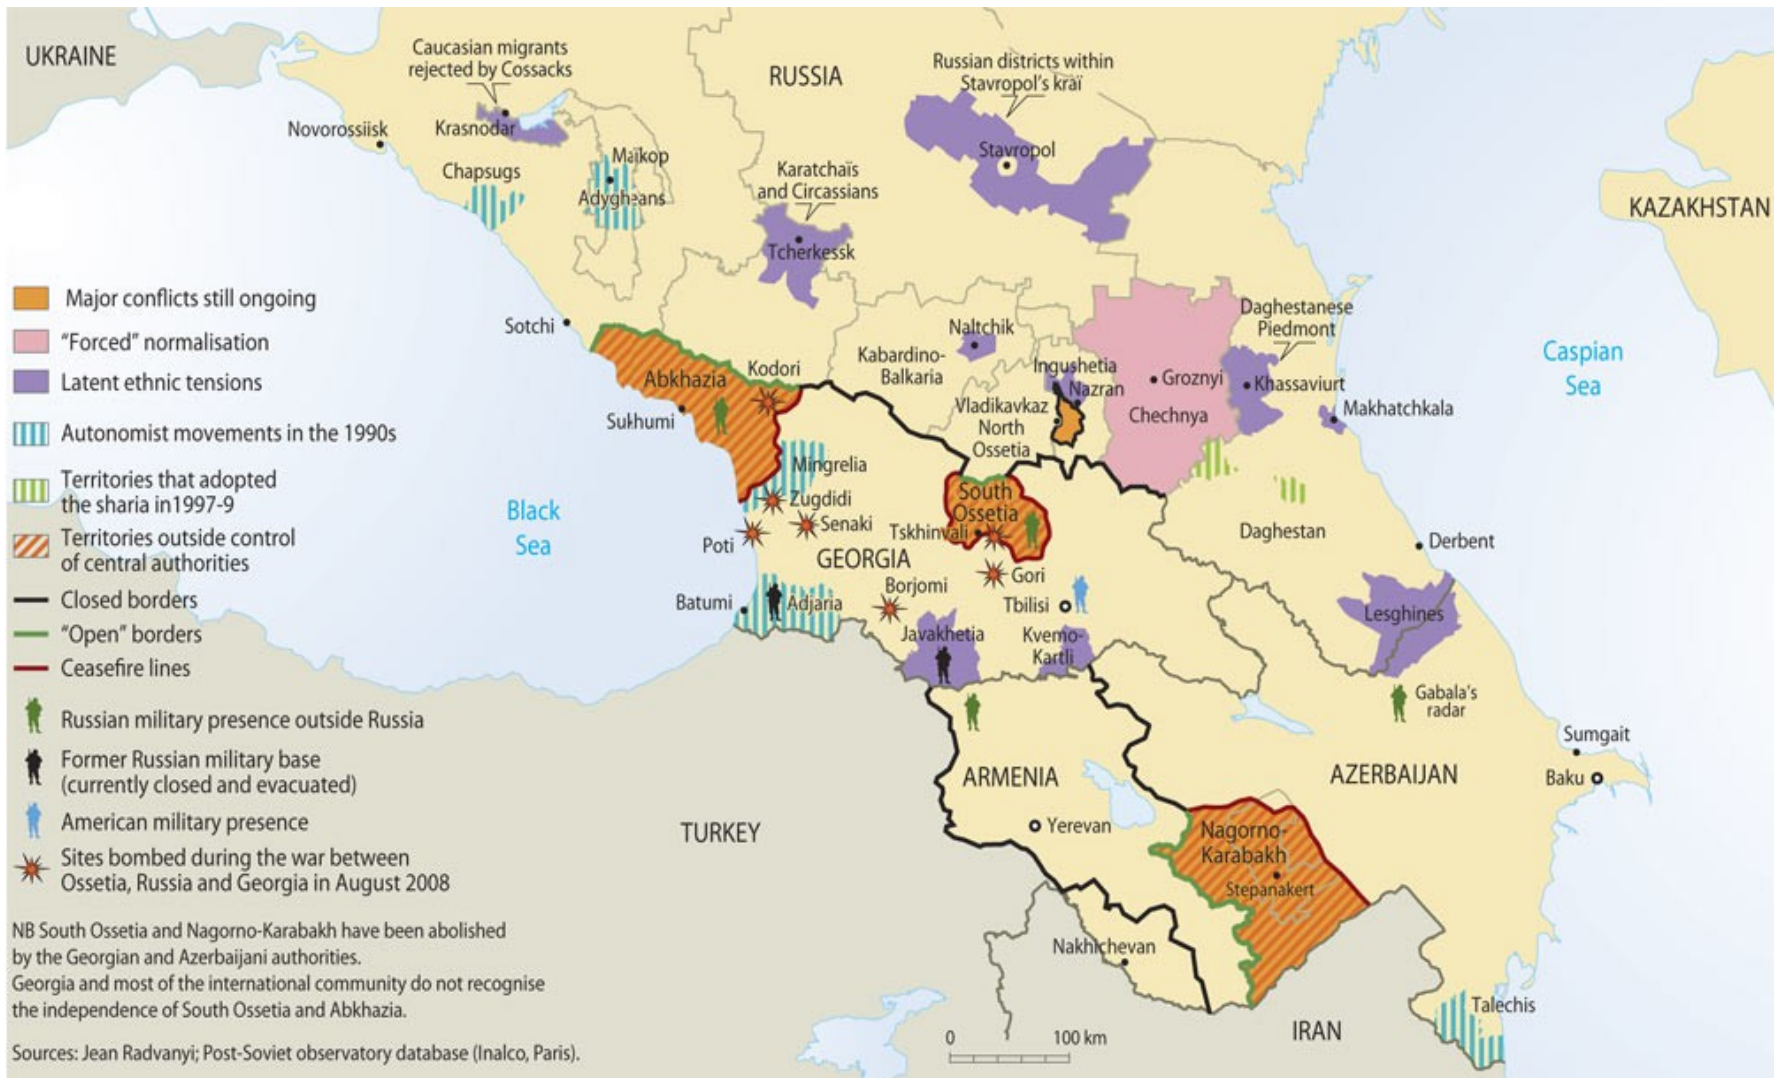 UKRAINE
Caucasian migrants
rejected by Cossacks
RUSSIA
Russian districts within
Stavropol's kraï
Novorossiisk
Krasnodar
Maïkop
Stavropol
Chapsugs
Adygheans
Karatchaïs
and Circassians
KAZAKHSTAN
Tcherkessk
Major conflicts still ongoing
"Forced" normalisation
Latent ethnic tensions
Autonomist movements in the 1990s
Territories that adopted
the sharia in1997-9
Territories outside control
of central authorities
Closed borders
"Open" borders
Ceasefire lines
Russian military presence outside Russia
Former Russian military base
(currently closed and evacuated)
American military presence
Sites bombed during the war between
Ossetia, Russia and Georgia in August 2008
NB South Ossetia and Nagorno-Karabakh have been abolished
by the Georgian and Azerbaijani authorities.
Georgia and most of the international community do not recognise
the independence of South Ossetia and Abkhazia.
Sources: Jean Radvanyi; Post-Soviet observatory database (Inalco, Paris).
Sotchi
Abkhazia
Kodori
Sukhumi
Kabardino-
Balkaria
Naltchik
Ingushetia
Nazran
Vladikavkaz
North
Ossetia
Groznyi
Chechnya
Daghestanese
Piedmont
Khassaviurt
Makhatchkala
Caspian
Sea
Black
Sea
Mingrelia
Zugdidi
Senaki
Poti
GEORGIA
South
Ossetia
Tskhinvali
Gori
Borjomi
Tbilisi
Batumi
Adjaria
Javakhetia
Kvemo-
Kartli
Daghestan
Derbent
Lesghines
Gabala's
radar
Sumgait
Baku
ARMENIA
AZERBAIJAN
Yerevan
TURKEY
Nagorno-
Karabakh
Stepanakert
Nakhichevan
Talechis
IRAN
0 100 km